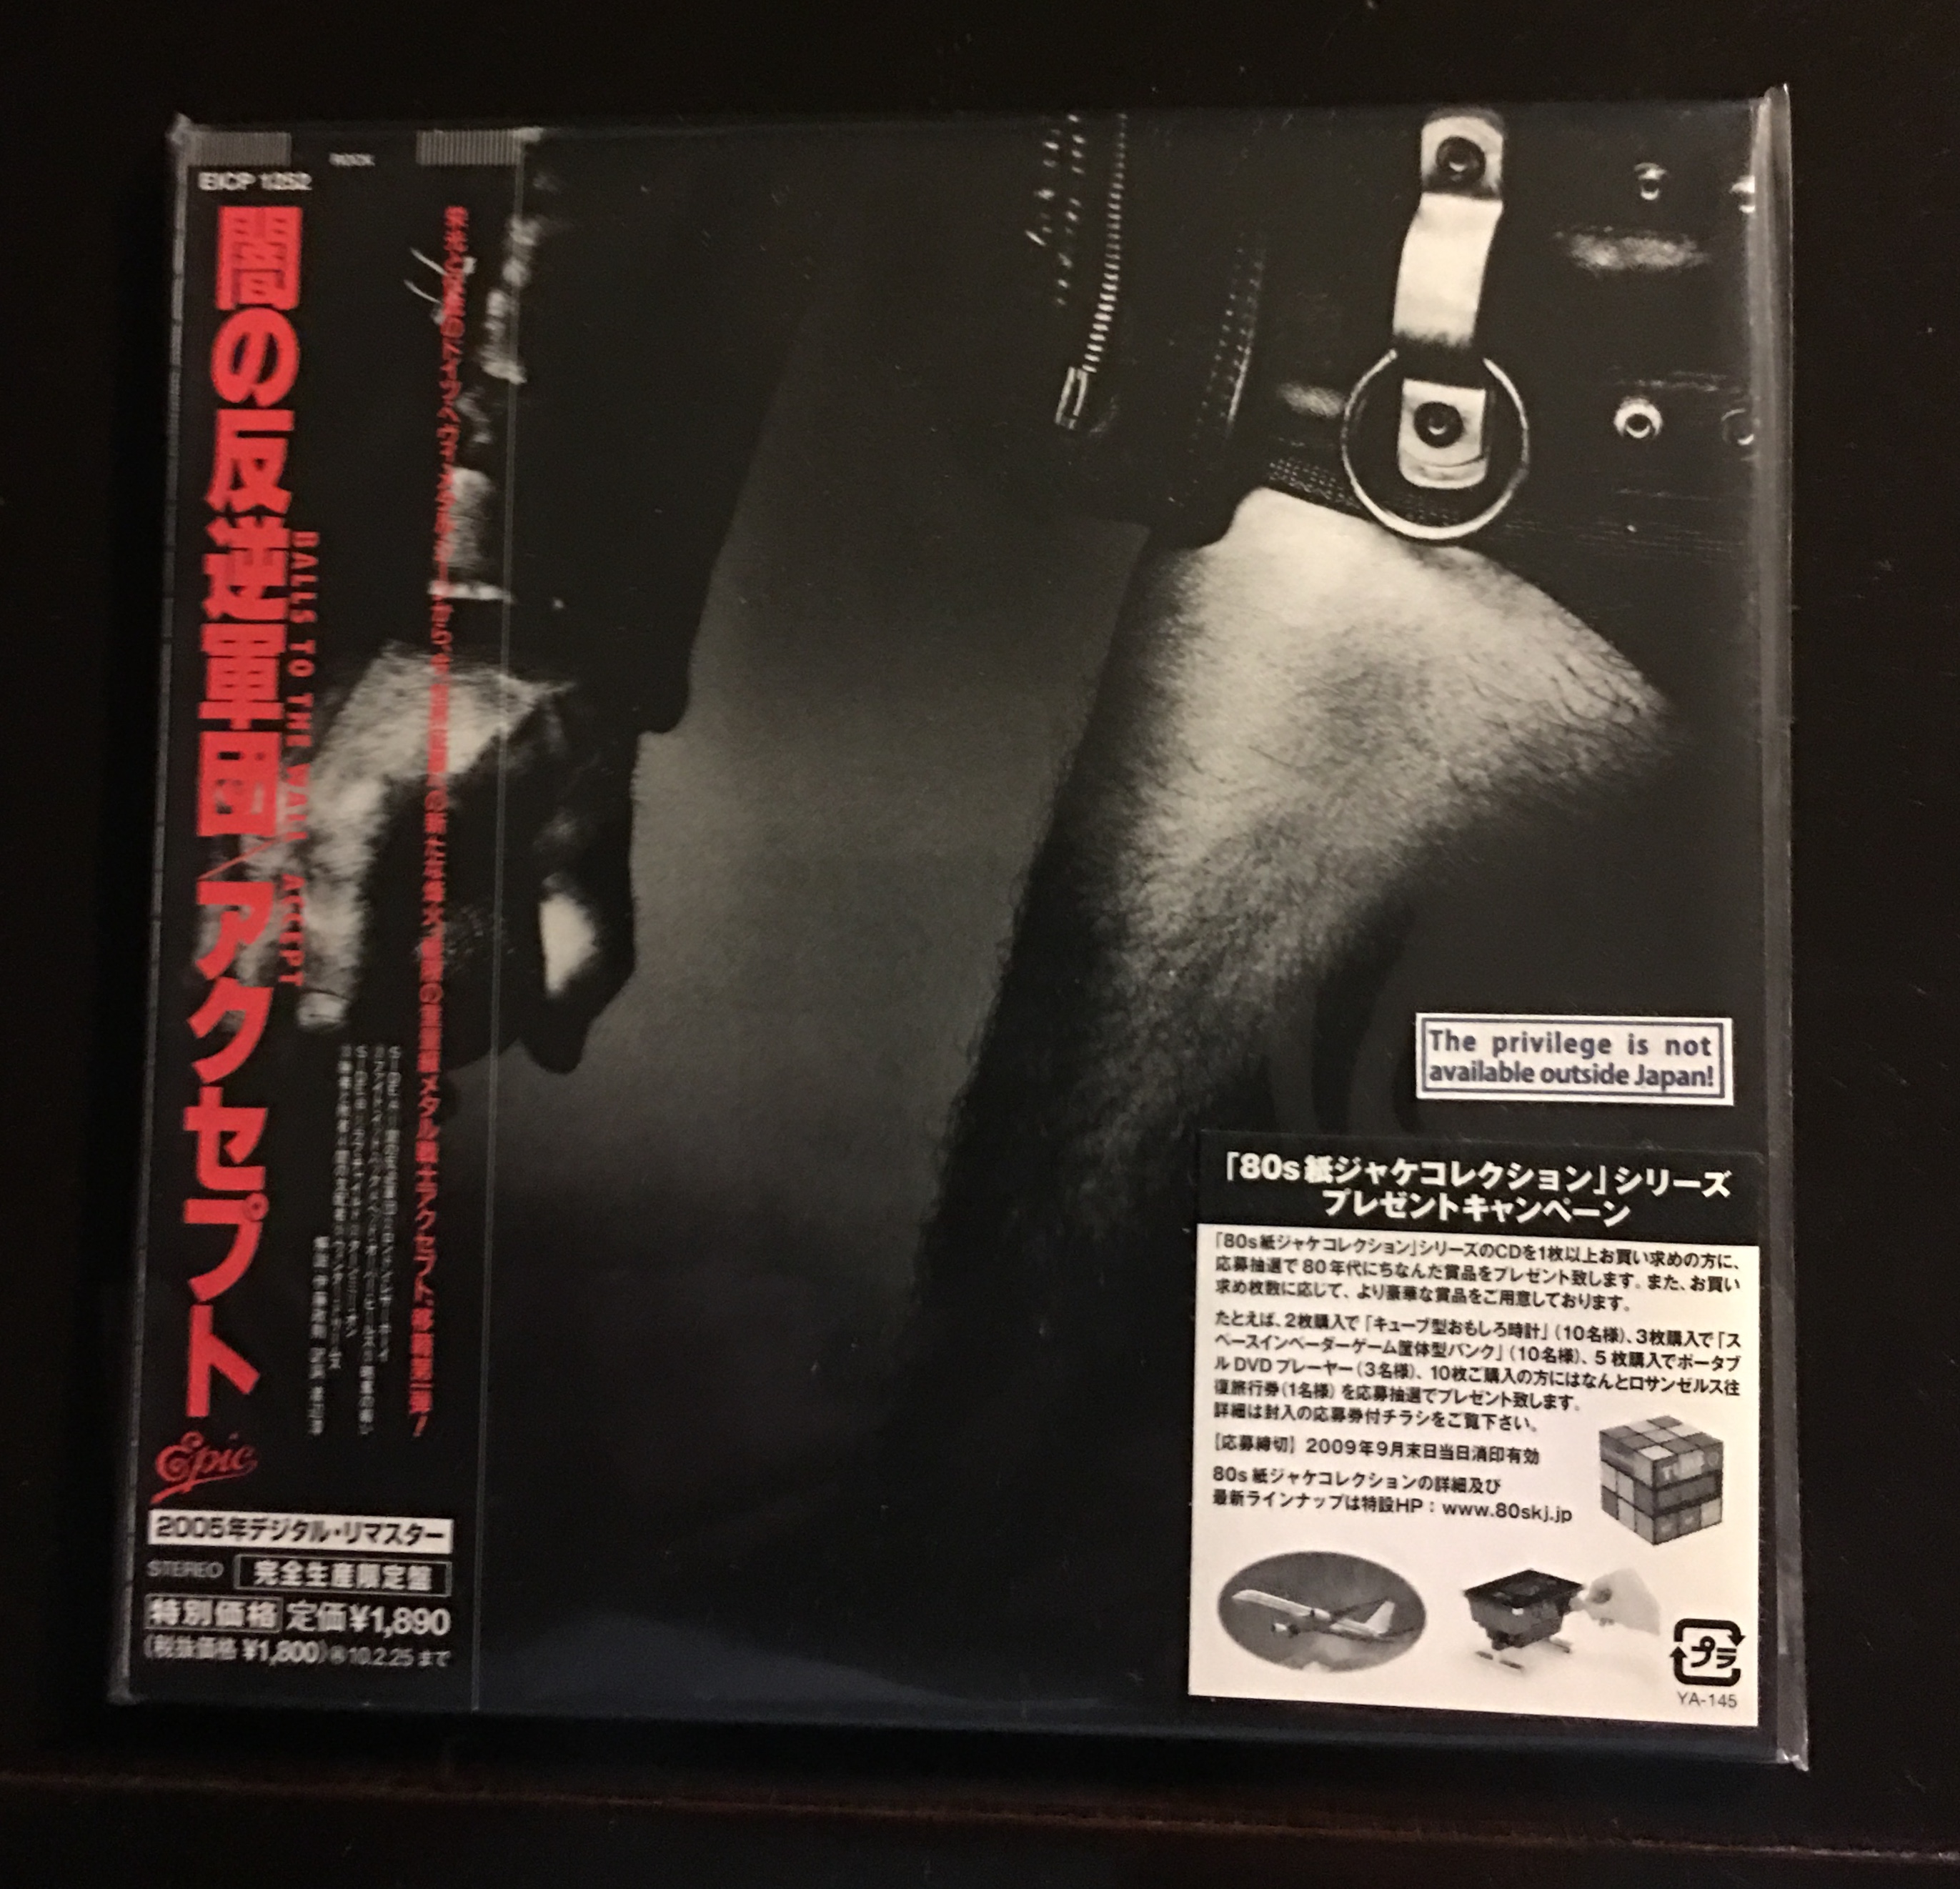 ROCK
EICP 1252
闇の反逆軍団/アクセプト
BALLS TO THE WALL ACCEPT
Epic
2005年デジタル・リマスター
STEREO 完全生産限定盤
特別価格 定価¥1,890
(税抜価格 ¥1,800) 10.2.25 まで
The privilege is not
available outside Japan!
「80s紙ジャケコレクション」シリーズ
プレゼントキャンペーン
「80s紙ジャケコレクション」シリーズのCDを1枚以上お買い求めの方に、
応募抽選で80年代にちなんだ賞品をプレゼント致します。また、お買い
求め枚数に応じて、より豪華な賞品をご用意しております。
たとえば、2枚購入で「キューブ型おもしろ時計」(10名様)、3枚購入で「ス
ペースインベーダーゲーム筐体型バンク」(10名様)、5枚購入でポータブ
ルDVDプレーヤー(3名様)、10枚ご購入の方にはなんとロサンゼルス往
復旅行券(1名様)を応募抽選でプレゼント致します。
詳細は封入の応募券付チラシをご覧下さい。
【応募締切】2009年9月末日当日消印有効
80s紙ジャケコレクションの詳細及び
最新ラインナップは特設HP：www.80skj.jp
プラ
YA-145